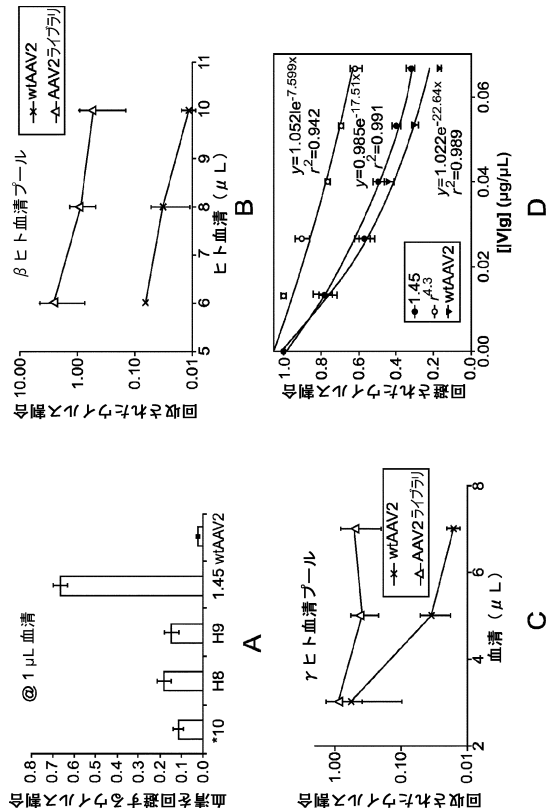 @ 1 μL 血清
血清を回避するウイルス割合
0.8
0.7
0.6
0.5
0.4
0.3
0.2
0.1
0.0
*10
H8
H9
1.45
wtAAV2
A
β ヒト血清プール
wtAAV2
AAV2ライブラリ
回収されたウイルス割合
10.00
1.00
0.10
0.01
5
6
7
8
9
10
11
ヒト血清 (μL)
B
γ ヒト血清プール
wtAAV2
AAV2ライブラリ
回収されたウイルス割合
1.00
0.10
0.01
2
4
6
8
血清 (μL)
C
y=1.052le-7.599x
r2=0.942
y=0.985e-17.51x
r2=0.991
y=1.022e-22.64x
r2=0.989
1.45
r4.3
wtAAV2
回避されたウイルス割合
1.0
0.8
0.6
0.4
0.2
0.0
0.00
0.02
0.04
0.06
[IVIg] (μg/μL)
D